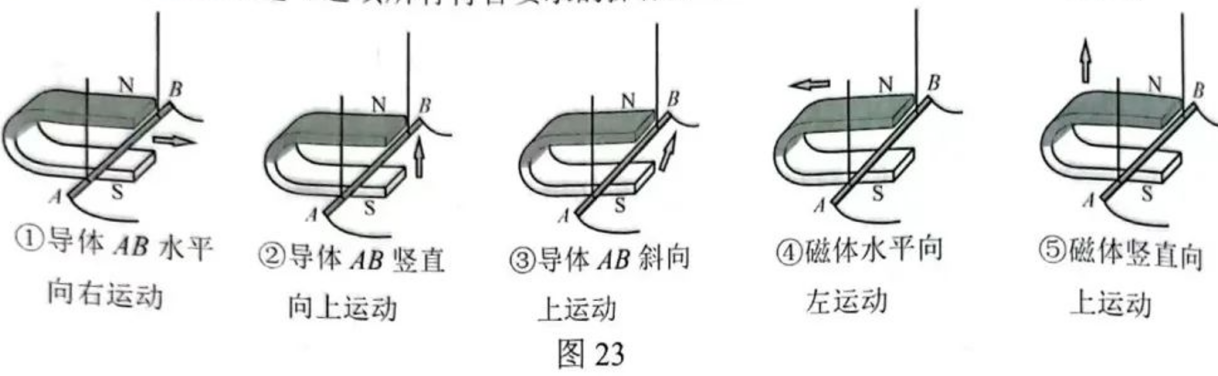 N B
A S
①导体 AB 水平
向右运动
N B
A S
②导体 AB 竖直
向上运动
N B
A S
③导体 AB 斜向
上运动
N B
A S
④磁体水平向
左运动
N B
A S
⑤磁体竖直向
上运动
图 23